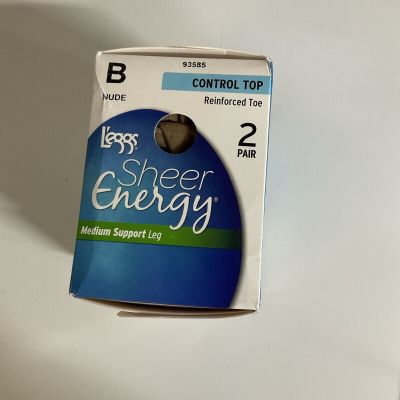 B
NUDE
93585
CONTROL TOP
Reinforced Toe
2
PAIR
L'eggs
Sheer
Energy®
Medium Support Leg